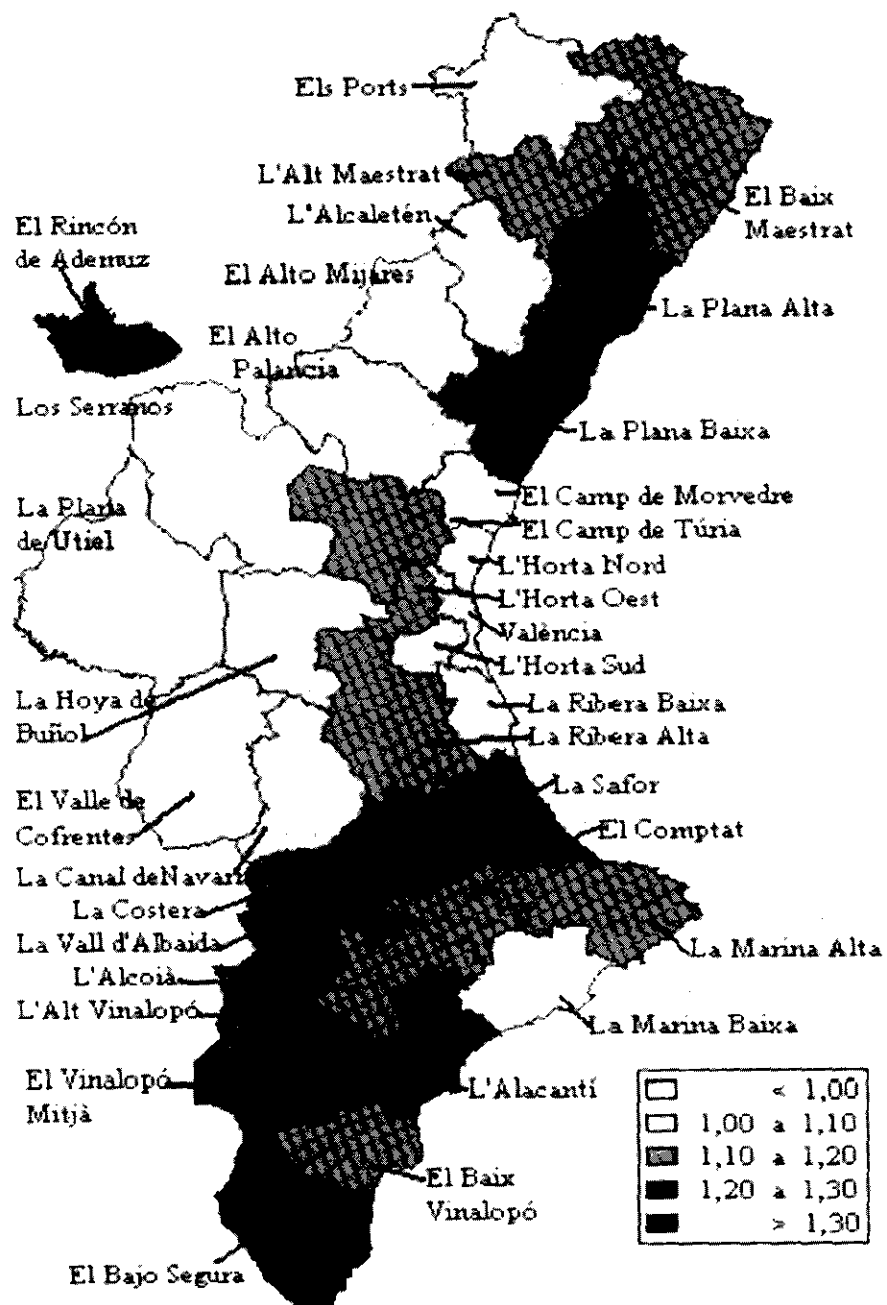 Els Ports
L'Alt Maestrat
L'Alcaletén
El Baix
Maestrat
El Rincón
de Ademuz
El Alto Mijares
La Plana Alta
El Alto
Palancia
Los Serranos
La Plana Baixa
La Plana
de Utiel
El Camp de Morvedre
El Camp de Túria
L'Horta Nord
L'Horta Oest
València
L'Horta Sud
La Hoya de
Buñol
La Ribera Baixa
La Ribera Alta
La Safor
El Valle de
Cofrentes
El Comptat
La Canal deNavarr
La Costera
La Vall d'Albaida
La Marina Alta
L'Alcoià
L'Alt Vinalopó
La Marina Baixa
El Vinalopó
Mitjà
L'Alacantí
< 1,00
1,00 a 1,10
1,10 a 1,20
1,20 a 1,30
> 1,30
El Baix
Vinalopó
El Bajo Segura